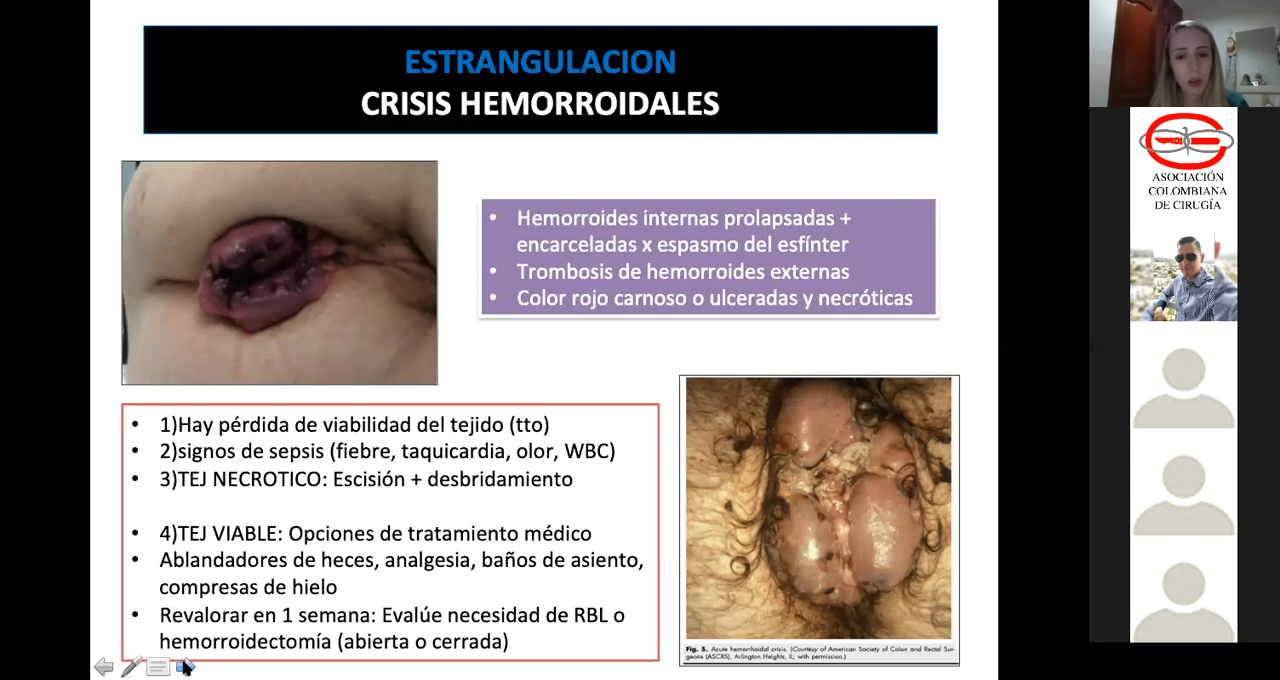 ESTRANGULACION
CRISIS HEMORROIDALES
• Hemorroides internas prolapsadas +
encarceladas x espasmo del esfínter
• Trombosis de hemorroides externas
• Color rojo carnoso o ulceradas y necróticas
• 1)Hay pérdida de viabilidad del tejido (tto)
• 2)signos de sepsis (fiebre, taquicardia, olor, WBC)
• 3)TEJ NECROTICO: Escisión + desbridamiento
• 4)TEJ VIABLE: Opciones de tratamiento médico
• Ablandadores de heces, analgesia, baños de asiento,
compresas de hielo
• Revalorar en 1 semana: Evalúe necesidad de RBL o
hemorroidectomía (abierta o cerrada)
Fig. 5. Acute hemorrhoidal crisis. (Courtesy of American Society of Colon and Rectal Sur-
geons (ASCRS), Arlington Heights, IL; with permission.)
ASOCIACIÓN
COLOMBIANA
DE CIRUGÍA